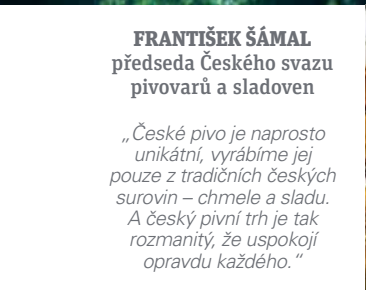 FRANTIŠEK ŠÁMAL
předseda Českého svazu
pivovarů a sladoven
„České pivo je naprosto
unikátní, vyrábíme jej
pouze z tradičních českých
surovin – chmele a sladu.
A český pivní trh je tak
rozmanitý, že uspokojí
opravdu každého.“